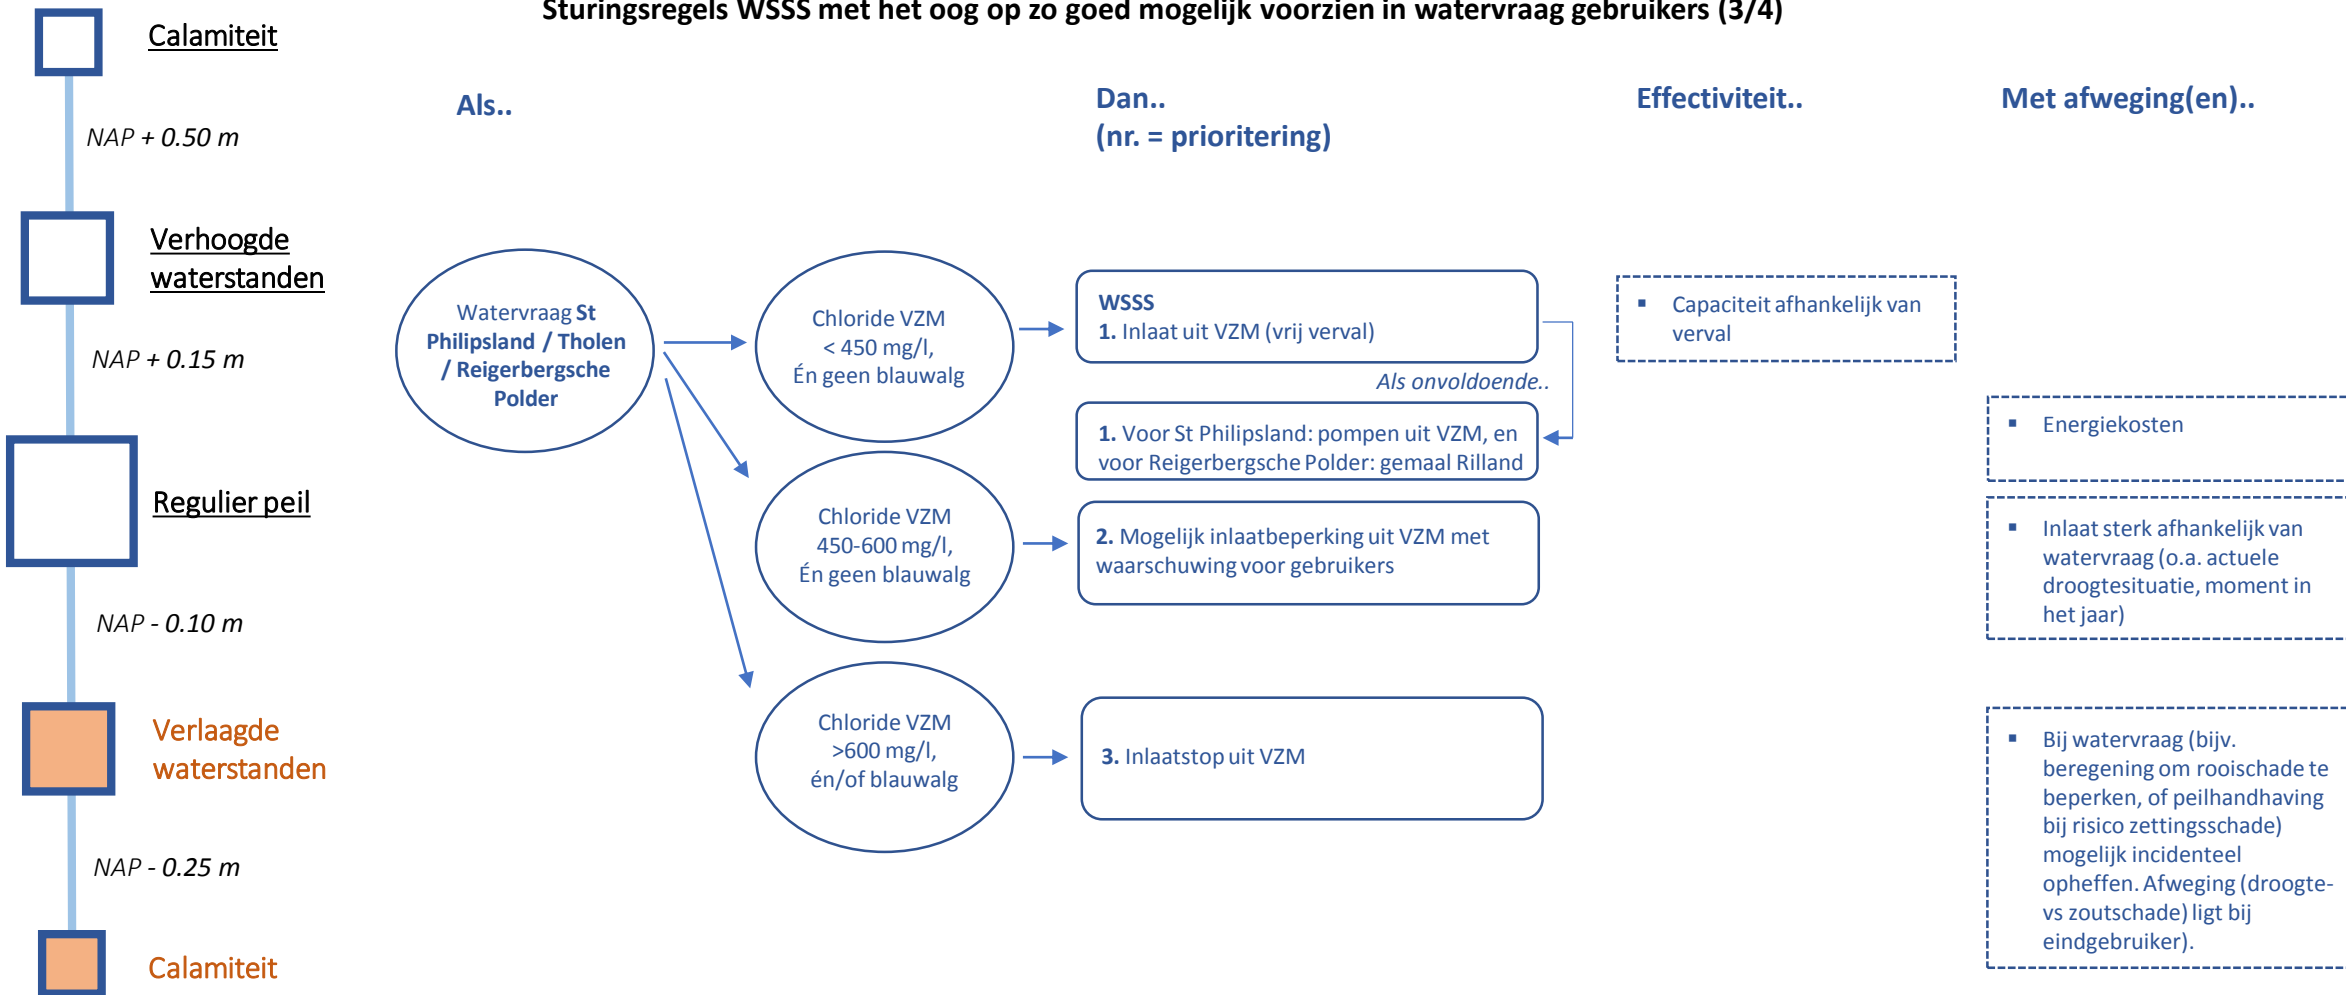 Sturingsregels WSSS met het oog op zo goed mogelijk voorzien in watervraag gebruikers (3/4)
Calamiteit
NAP + 0.50 m
Verhoogde
waterstanden
NAP + 0.15 m
Regulier peil
NAP - 0.10 m
Verlaagde
waterstanden
NAP - 0.25 m
Calamiteit
Als..
Dan..
(nr. = prioritering)
Effectiviteit..
Met afweging(en)..
Watervraag St
Philipsland / Tholen
/ Reigerbergsche
Polder
Chloride VZM
< 450 mg/l,
Én geen blauwalg
WSSS
1. Inlaat uit VZM (vrij verval)
▪ Capaciteit afhankelijk van
verval
Als onvoldoende..
1. Voor St Philipsland: pompen uit VZM, en
voor Reigerbergsche Polder: gemaal Rilland
▪ Energiekosten
Chloride VZM
450-600 mg/l,
Én geen blauwalg
2. Mogelijk inlaatbeperking uit VZM met
waarschuwing voor gebruikers
▪ Inlaat sterk afhankelijk van
watervraag (o.a. actuele
droogtesituatie, moment in
het jaar)
Chloride VZM
>600 mg/l,
én/of blauwalg
3. Inlaatstop uit VZM
▪ Bij watervraag (bijv.
beregening om rooischade te
beperken, of peilhandhaving
bij risico zettingsschade)
mogelijk incidenteel
opheffen. Afweging (droogte-
vs zoutschade) ligt bij
eindgebruiker).